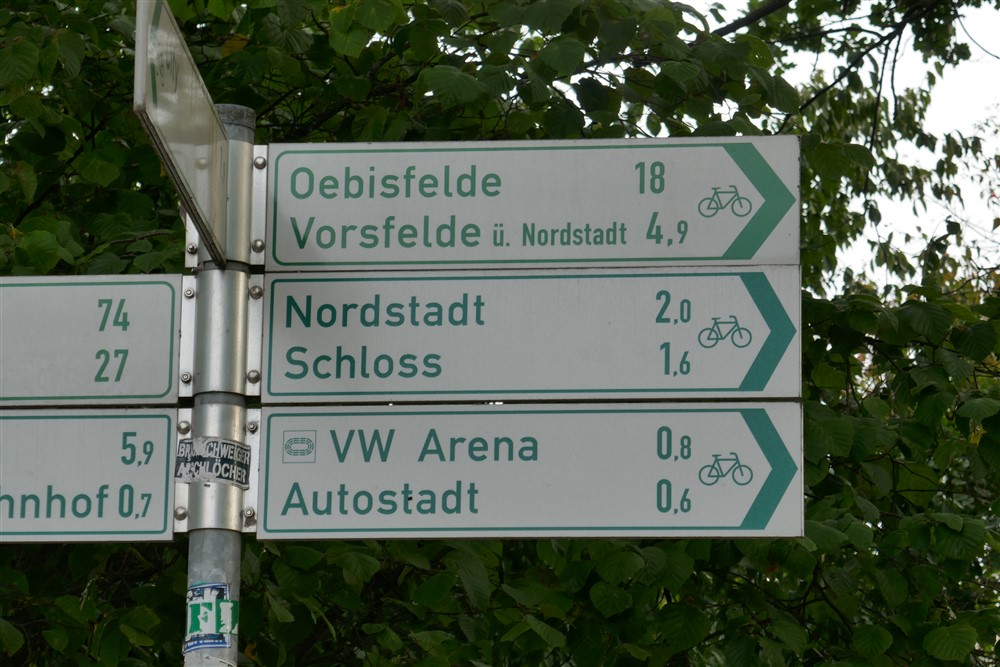 Oebisfelde 18
Vorsfelde ü. Nordstadt 4,9
Nordstadt 2,0
Schloss 1,6
VW Arena 0,8
Autostadt 0,6
74
27
5,9
nnhof 0,7